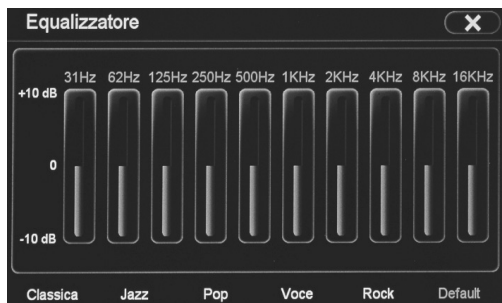 Equalizzatore X
31Hz 62Hz 125Hz 250Hz 500Hz 1KHz 2KHz 4KHz 8KHz 16KHz
+10 dB
0
-10 dB
Classica Jazz Pop Voce Rock Default